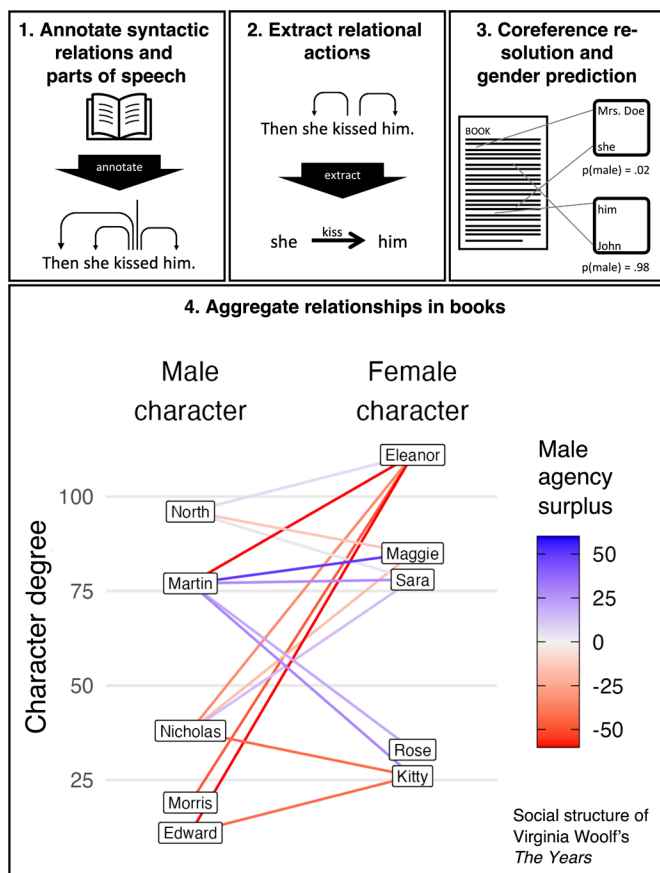 1. Annotate syntactic
relations and
parts of speech
annotate
Then she kissed him.
2. Extract relational
actions
Then she kissed him.
extract
she kiss him
3. Coreference re-
solution and
gender prediction
BOOK
Mrs. Doe
she
p(male) = .02
him
John
p(male) = .98
4. Aggregate relationships in books
Male
character
Female
character
Character degree
100
75
50
25
North
Martin
Nicholas
Morris
Edward
Eleanor
Maggie
Sara
Rose
Kitty
Male
agency
surplus
50
25
0
-25
-50
Social structure of
Virginia Woolf's
The Years